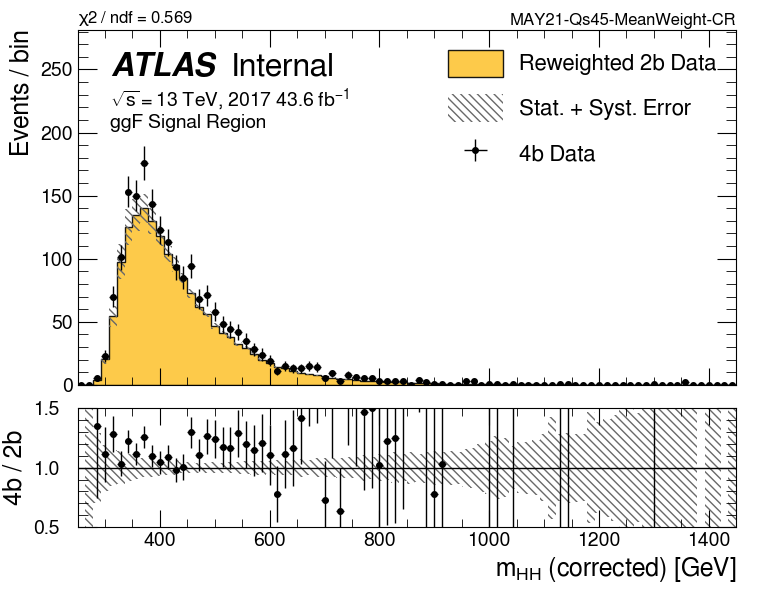 χ2 / ndf = 0.569
MAY21-Qs45-MeanWeight-CR
Events / bin
ATLAS Internal
√s = 13 TeV, 2017 43.6 fb⁻¹
ggF Signal Region
Reweighted 2b Data
Stat. + Syst. Error
4b Data
250
200
150
100
50
0
4b / 2b
1.5
1.0
0.5
400 600 800 1000 1200 1400
mHH (corrected) [GeV]